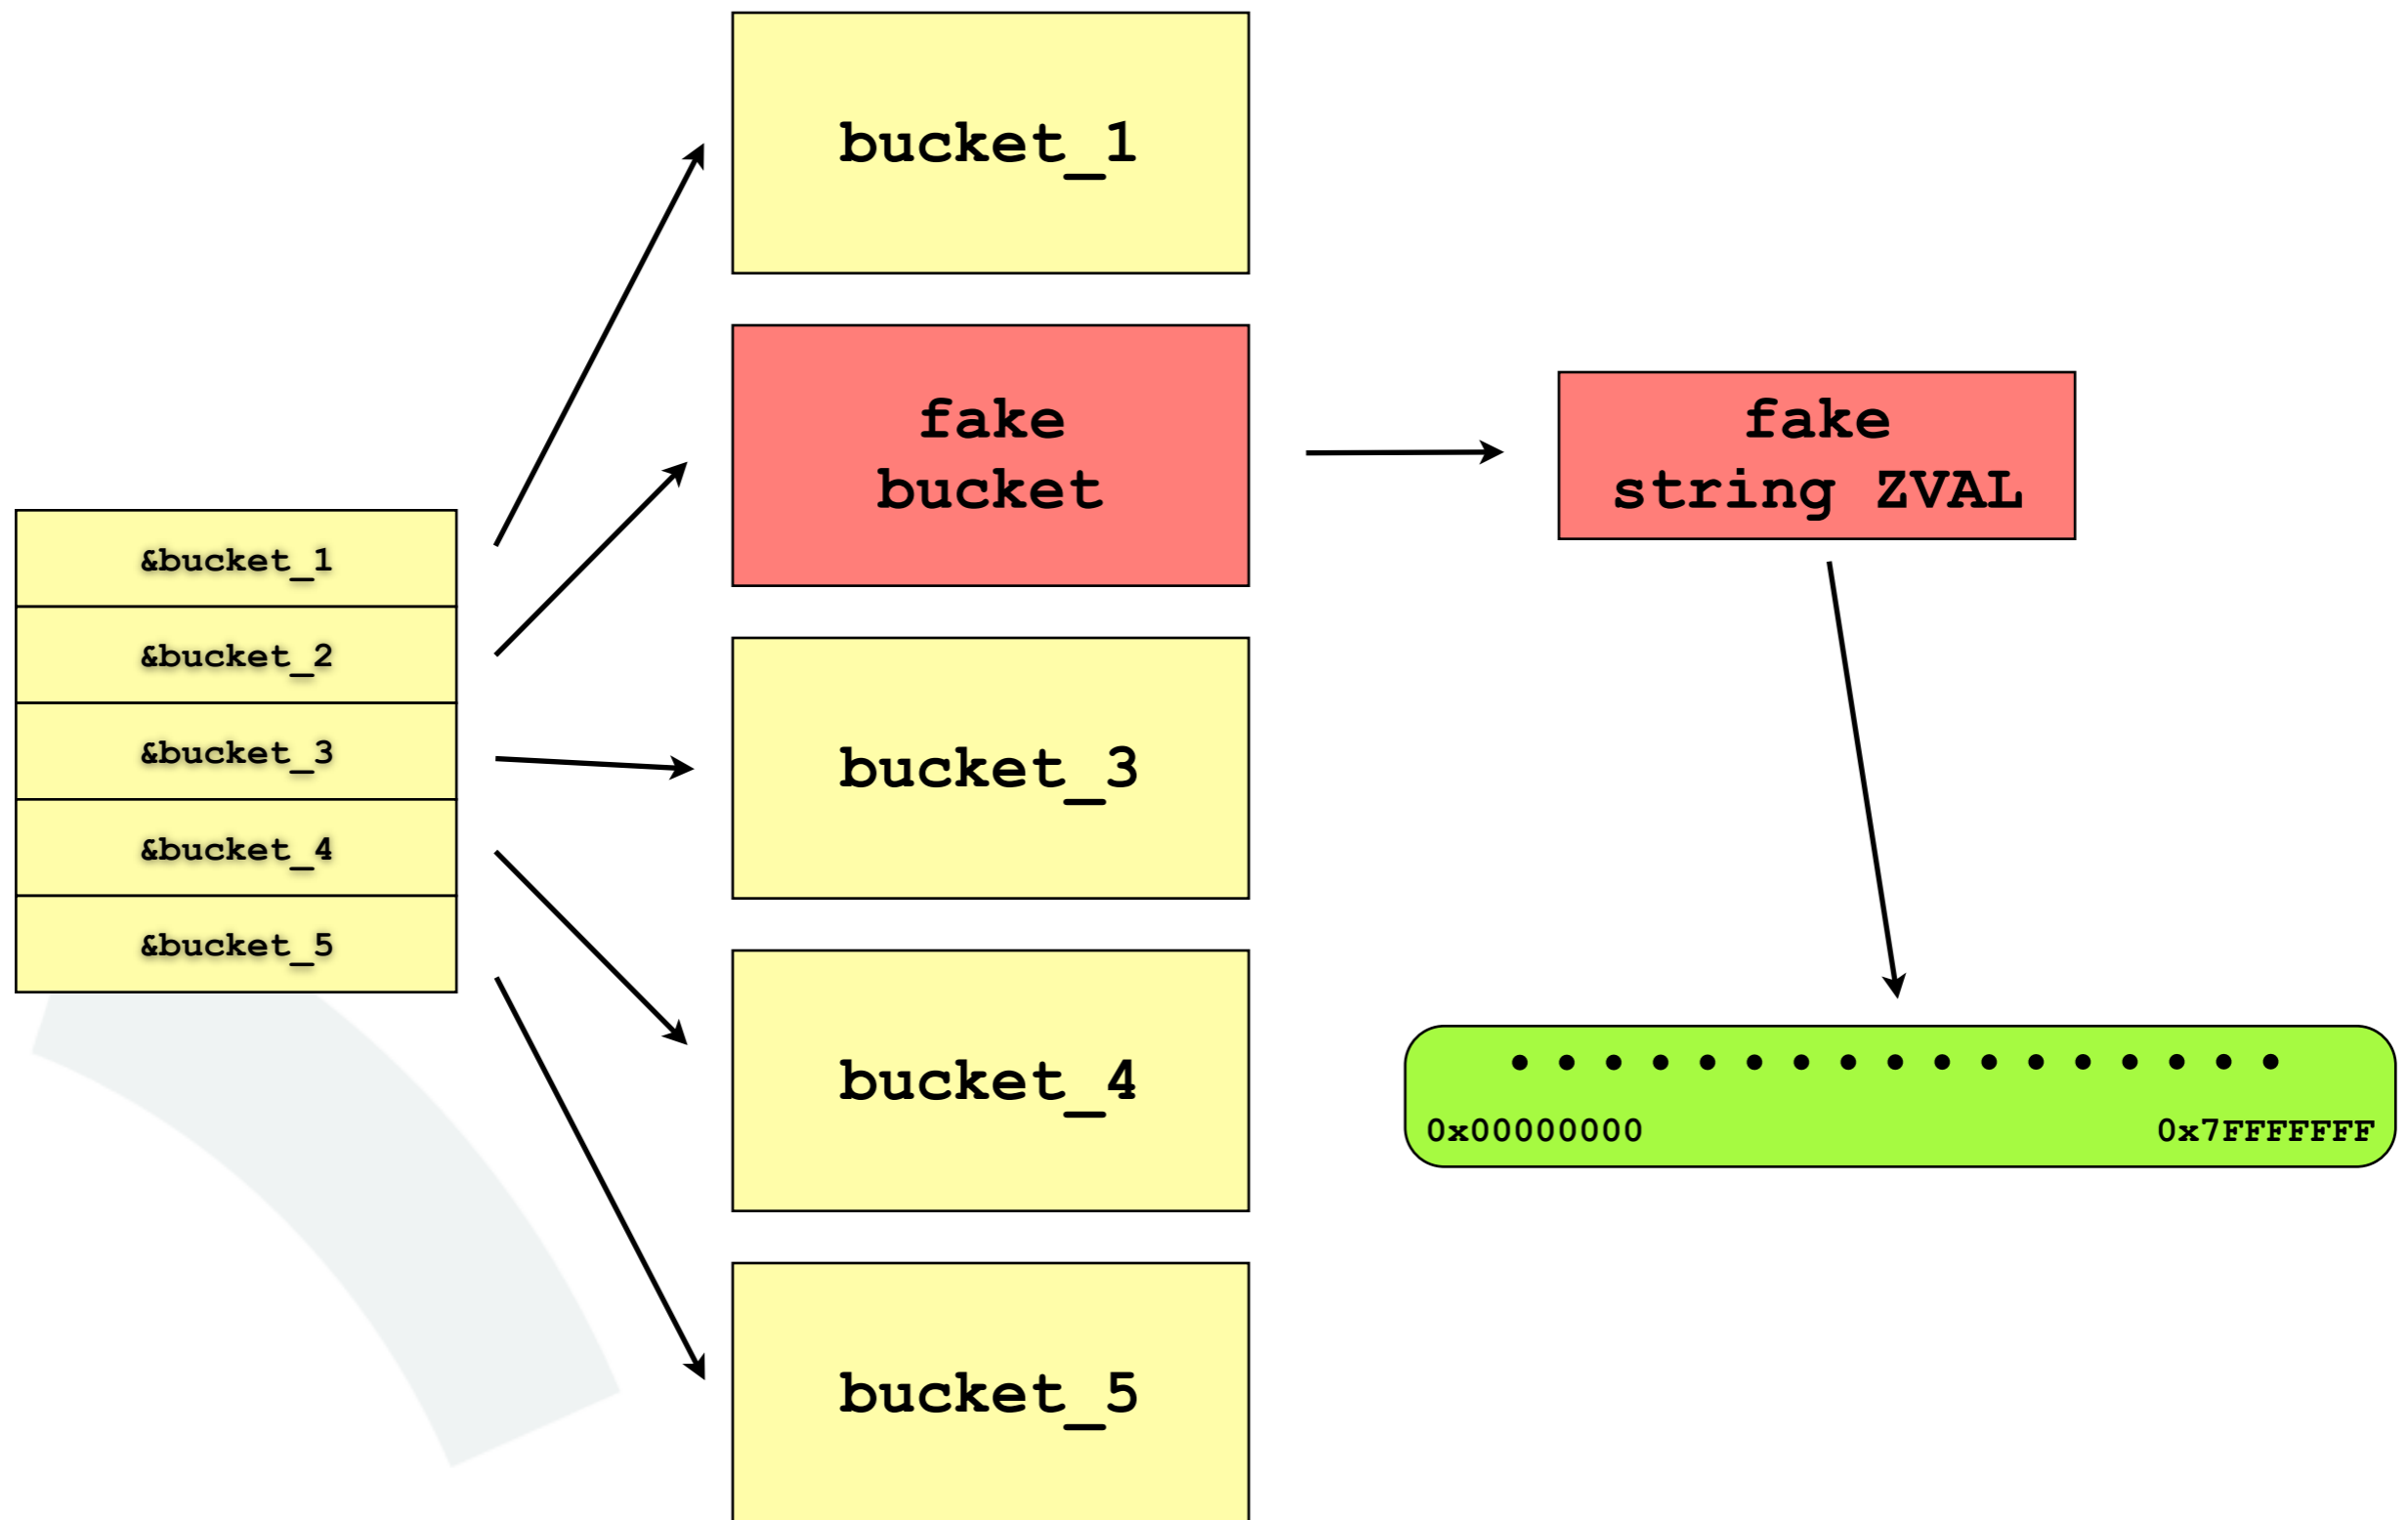 &bucket_1
&bucket_2
&bucket_3
&bucket_4
&bucket_5
bucket_1
fake
bucket
bucket_3
bucket_4
bucket_5
fake
string ZVAL
0x00000000
0x7FFFFFFF